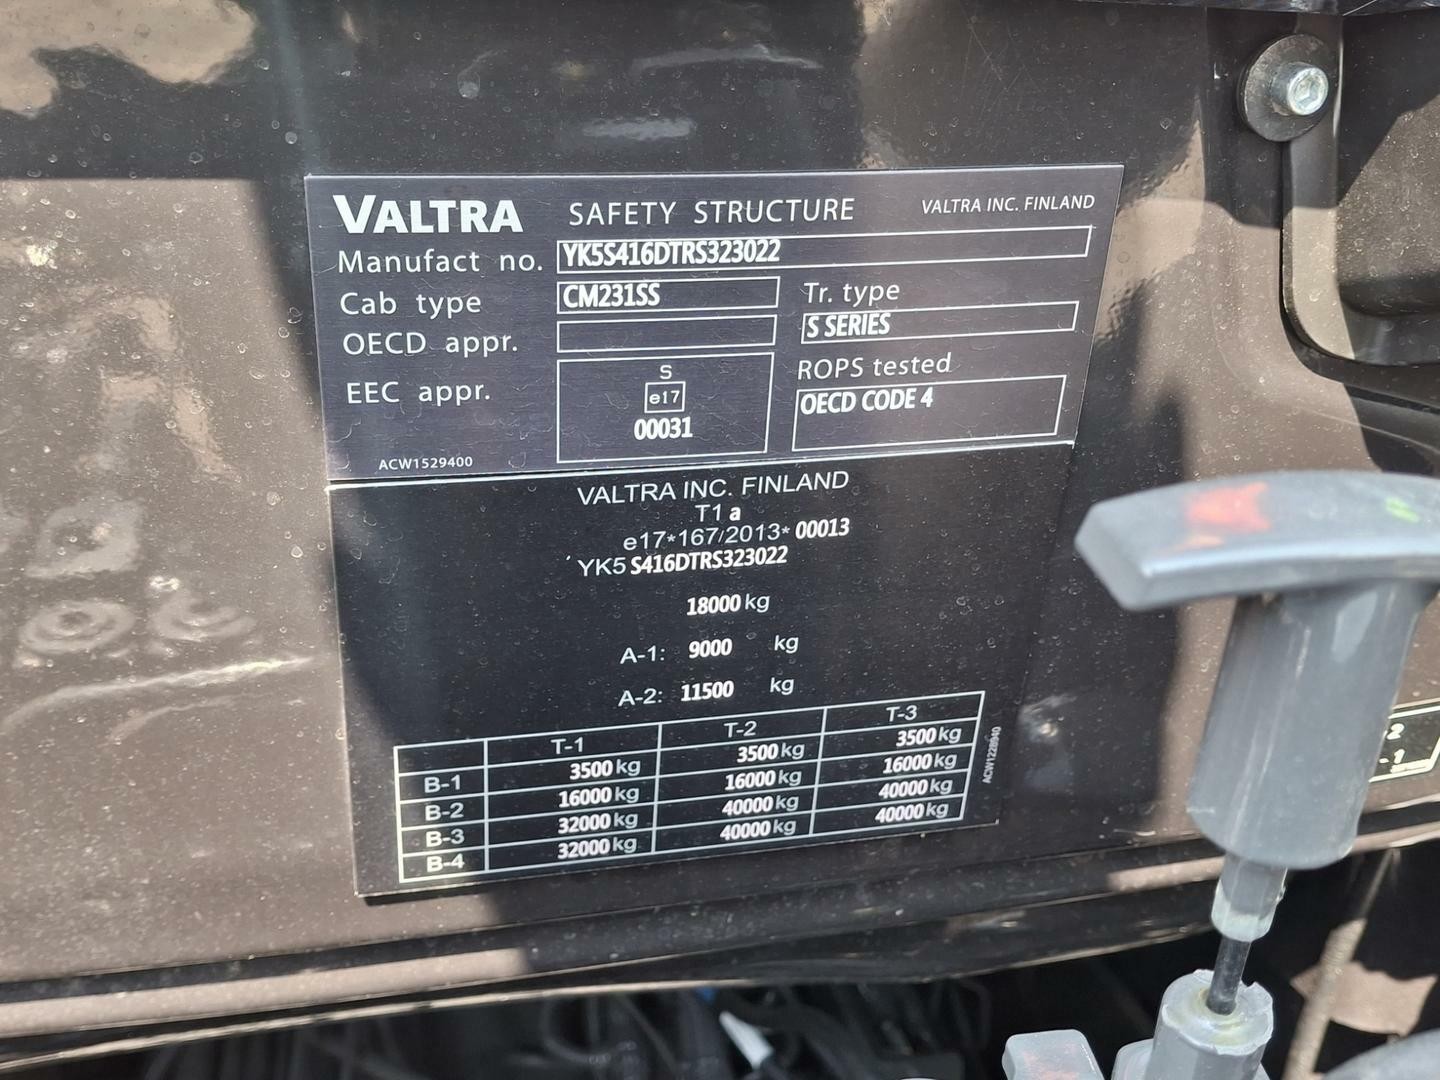 VALTRA SAFETY STRUCTURE VALTRA INC. FINLAND
Manufact no. YK5S416DTRS323022
Cab type CM231SS Tr. type
S SERIES
OECD appr.
ROPS tested
EEC appr. S OECD CODE 4
e17
00031
ACW1529400
VALTRA INC. FINLAND
T1 a
e17*167/2013* 00013
YK5 S416DTRS323022
18000 kg
A-1: 9000 kg
A-2: 11500 kg
T-1 T-2 T-3
B-1 3500 kg 3500 kg 3500 kg
B-2 16000 kg 16000 kg 16000 kg
B-3 32000 kg 40000 kg 40000 kg
B-4 32000 kg 40000 kg 40000 kg
ACW1228940